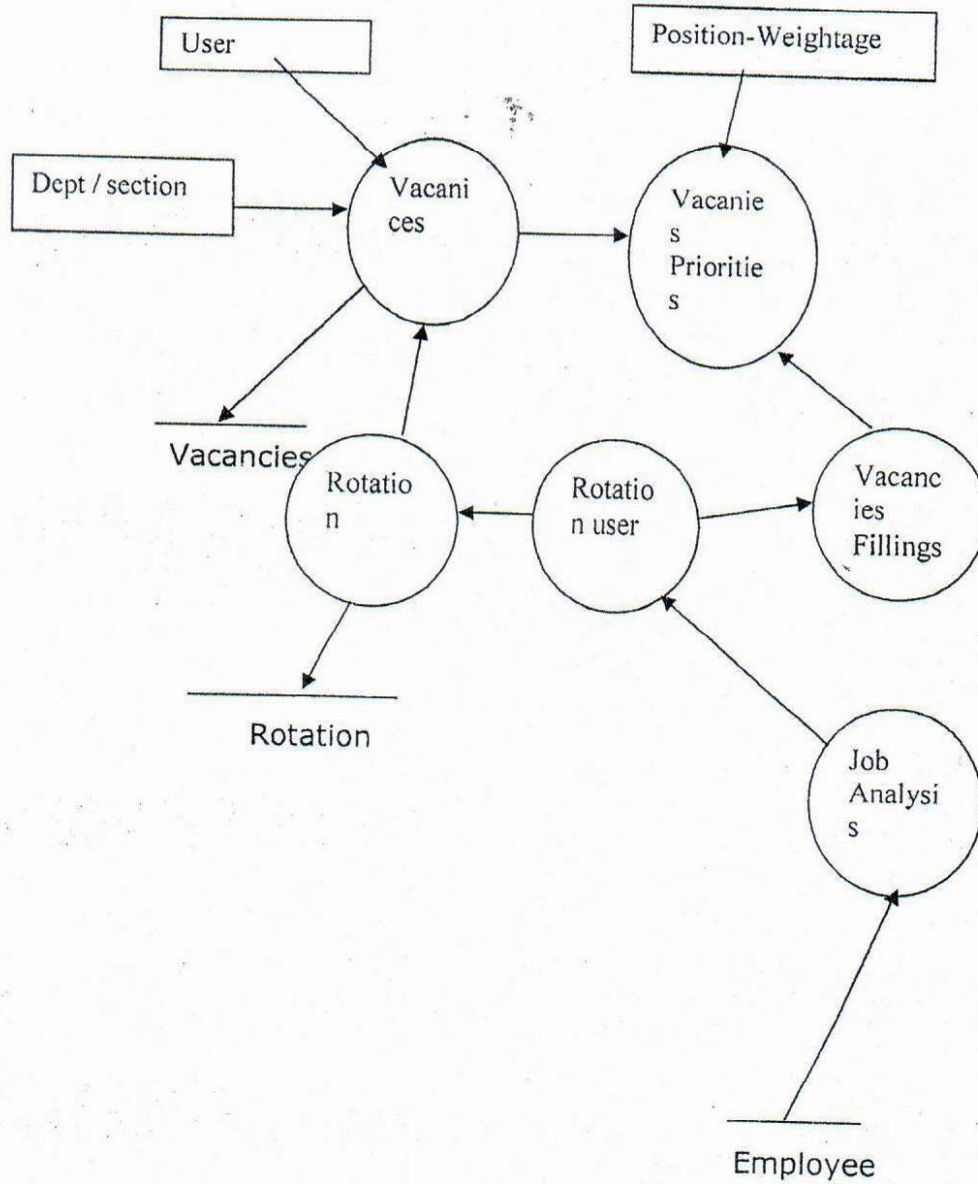 User
Position-Weightage
Dept / section
Vacani
ces
Vacanie
s
Prioritie
s
Vacancies
Rotatio
n
Rotatio
n user
Vacanc
ies
Fillings
Rotation
Job
Analysi
s
Employee